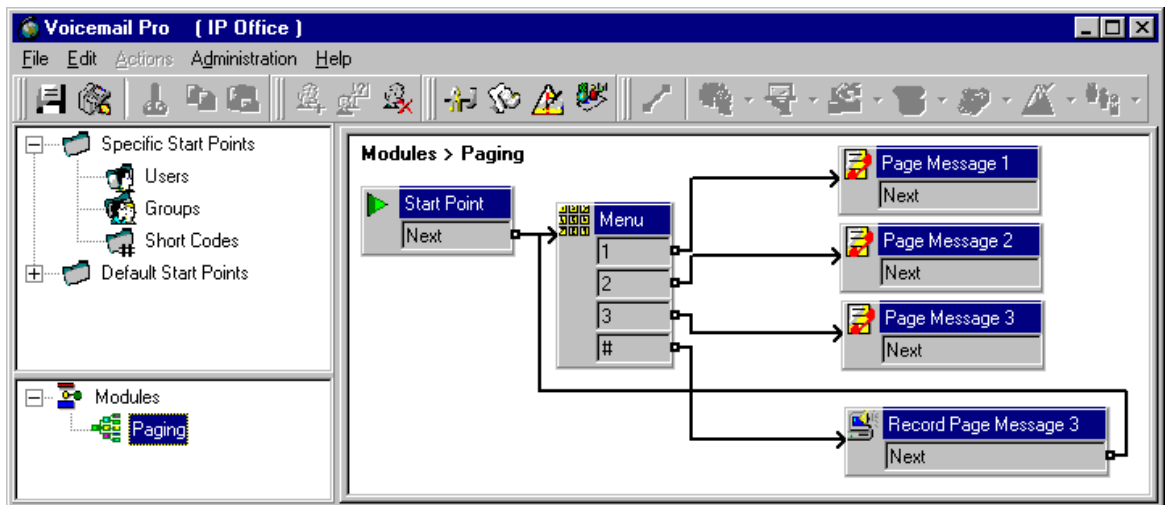 Voicemail Pro ( IP Office )
File Edit Actions Administration Help
Specific Start Points
Users
Groups
Short Codes
Default Start Points
Modules
Paging
Modules > Paging
Start Point
Next
Menu
1
2
3
#
Page Message 1
Next
Page Message 2
Next
Page Message 3
Next
Record Page Message 3
Next